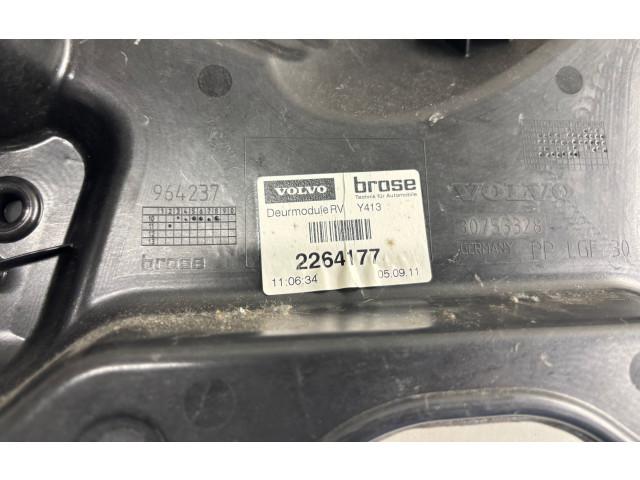 964237
brose
VOLVO
brose
Technik für Automobile
Deurmodule RV Y413
2264177
11:06:34 05.09.11
VOLVO
GERMANY PP LGF 30